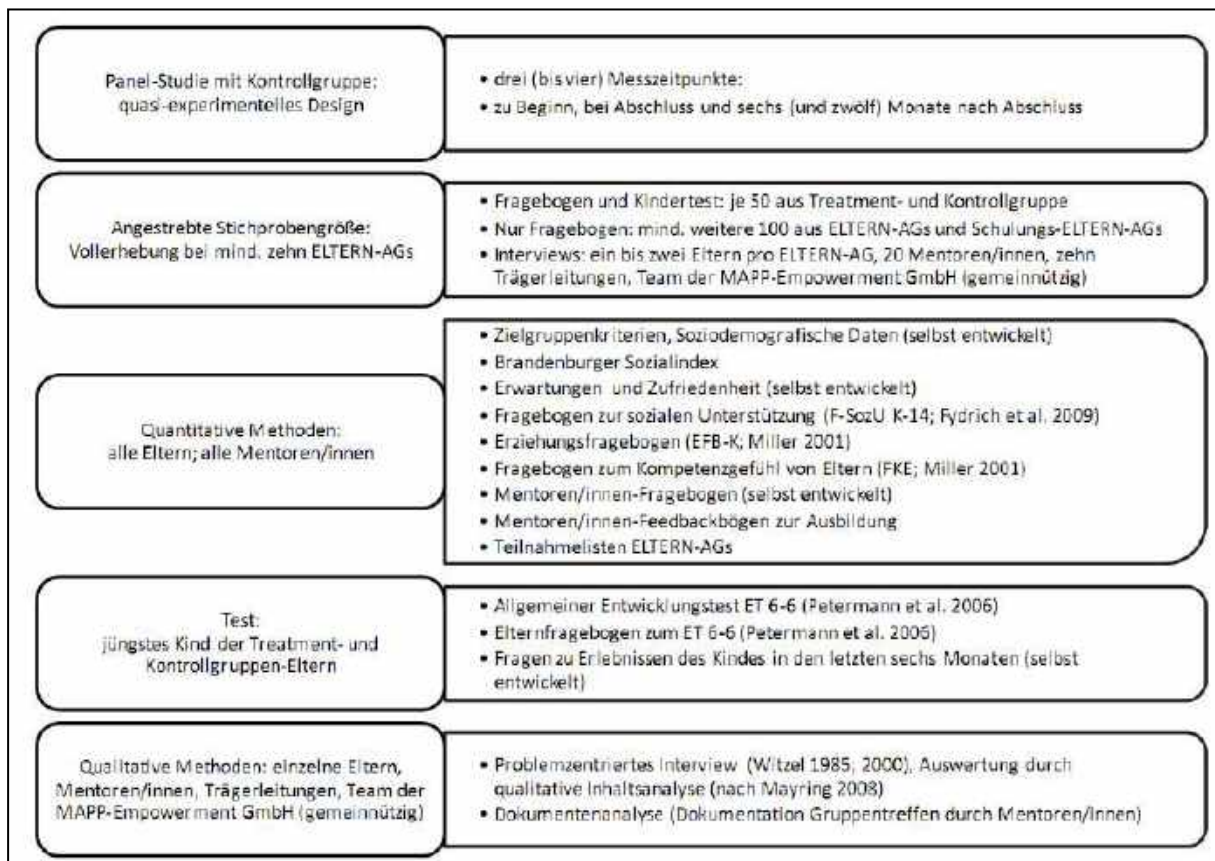 Panel-Studie mit Kontrollgruppe:
quasi-experimentelles Design
• drei (bis vier) Messzeitpunkte:
• zu Beginn, bei Abschluss und sechs (und zwölf) Monate nach Abschluss
Angestrebte Stichprobengröße:
Vollerhebung bei mind. zehn ELTERN-AGs
• Fragebogen und Kindertest: je 50 aus Treatment- und Kontrollgruppe
• Nur Fragebogen: mind. weitere 100 aus ELTERN-AGs und Schulungs-ELTERN-AGs
• Interviews: ein bis zwei Eltern pro ELTERN-AG, 20 Mentoren/innen, zehn
Trägerleitungen, Team der MAPP-Empowerment GmbH (gemeinnützig)
Quantitative Methoden:
alle Eltern; alle Mentoren/innen
• Zielgruppenkriterien, Soziodemografische Daten (selbst entwickelt)
• Brandenburger Sozialindex
• Erwartungen und Zufriedenheit (selbst entwickelt)
• Fragebogen zur sozialen Unterstützung (F-SozU K-14; Fydrich et al. 2009)
• Erziehungsfragebogen (EFB-K; Miller 2001)
• Fragebogen zum Kompetenzgefühl von Eltern (FKE; Miller 2001)
• Mentoren/innen-Fragebogen (selbst entwickelt)
• Mentoren/innen-Feedbackbögen zur Ausbildung
• Teilnahmelisten ELTERN-AGs
Test:
jüngstes Kind der Treatment- und
Kontrollgruppen-Eltern
• Allgemeiner Entwicklungstest ET 6-6 (Petermann et al. 2006)
• Elternfragebogen zum ET 6-6 (Petermann et al. 2006)
• Fragen zu Erlebnissen des Kindes in den letzten sechs Monaten (selbst
entwickelt)
Qualitative Methoden: einzelne Eltern,
Mentoren/innen, Trägerleitungen, Team der
MAPP-Empowerment GmbH (gemeinnützig)
• Problemzentriertes Interview (Witzel 1985; 2000), Auswertung durch
qualitative Inhaltsanalyse (nach Mayring 2008)
• Dokumentenanalyse (Dokumentation Gruppentreffen durch Mentoren/innen)